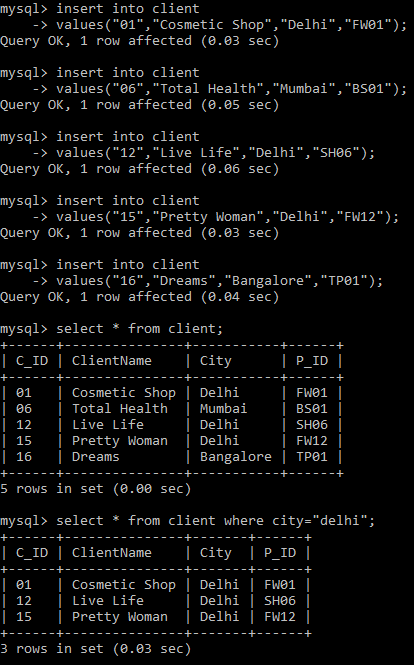 mysql> insert into client
    -> values("01","Cosmetic Shop","Delhi","FW01");
Query OK, 1 row affected (0.03 sec)

mysql> insert into client
    -> values("06","Total Health","Mumbai","BS01");
Query OK, 1 row affected (0.05 sec)

mysql> insert into client
    -> values("12","Live Life","Delhi","SH06");
Query OK, 1 row affected (0.06 sec)

mysql> insert into client
    -> values("15","Pretty Woman","Delhi","FW12");
Query OK, 1 row affected (0.03 sec)

mysql> insert into client
    -> values("16","Dreams","Bangalore","TP01");
Query OK, 1 row affected (0.04 sec)

mysql> select * from client;
+------+---------------+-----------+------+
| C_ID | ClientName    | City      | P_ID |
+------+---------------+-----------+------+
| 01   | Cosmetic Shop | Delhi     | FW01 |
| 06   | Total Health  | Mumbai    | BS01 |
| 12   | Live Life     | Delhi     | SH06 |
| 15   | Pretty Woman  | Delhi     | FW12 |
| 16   | Dreams        | Bangalore | TP01 |
+------+---------------+-----------+------+
5 rows in set (0.00 sec)

mysql> select * from client where city="delhi";
+------+---------------+-------+------+
| C_ID | ClientName    | City  | P_ID |
+------+---------------+-------+------+
| 01   | Cosmetic Shop | Delhi | FW01 |
| 12   | Live Life     | Delhi | SH06 |
| 15   | Pretty Woman  | Delhi | FW12 |
+------+---------------+-------+------+
3 rows in set (0.03 sec)